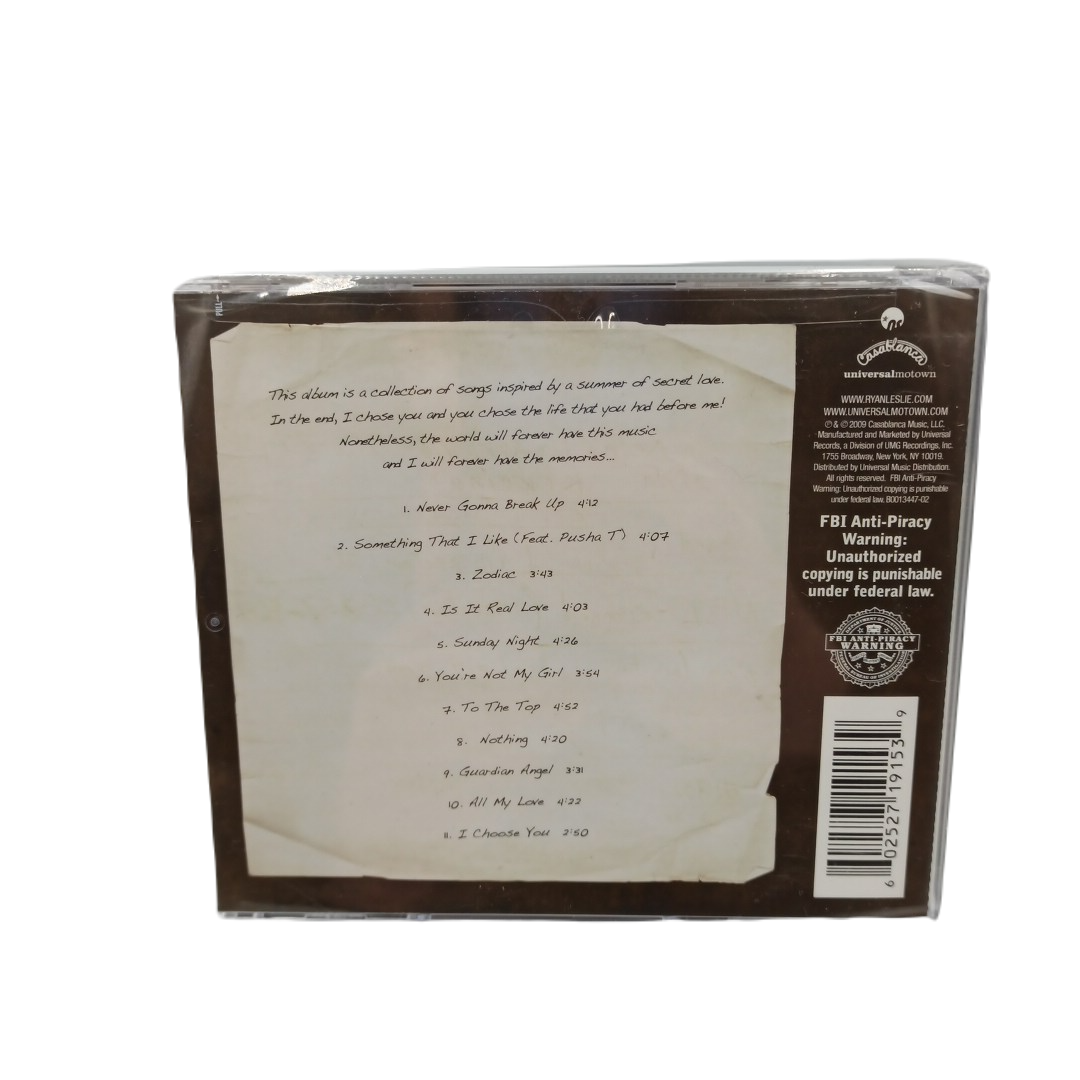 PULL
This album is a collection of songs inspired by a summer of secret love.
In the end, I chose you and you chose the life that you had before me!
Nonetheless, the world will forever have this music
and I will forever have the memories...
1. Never Gonna Break Up 4:12
2. Something That I Like (Feat. Pusha T) 4:07
3. Zodiac 3:43
4. Is It Real Love 4:03
5. Sunday Night 4:26
6. You're Not My Girl 3:54
7. To The Top 4:52
8. Nothing 4:20
9. Guardian Angel 3:31
10. All My Love 4:22
11. I Choose You 2:50
Casablanca
universalmotown
WWW.RYANLESLIE.COM
WWW.UNIVERSALMOTOWN.COM
℗ & © 2009 Casablanca Music, LLC.
Manufactured and Marketed by Universal
Records, a Division of UMG Recordings, Inc.
1755 Broadway, New York, NY 10019.
Distributed by Universal Music Distribution.
All rights reserved. FBI Anti-Piracy
Warning: Unauthorized copying is punishable
under federal law. B0013447-02
FBI Anti-Piracy
Warning:
Unauthorized
copying is punishable
under federal law.
DEPARTMENT OF JUSTICE
FBI ANTI-PIRACY
WARNING
6 02527 19153 9